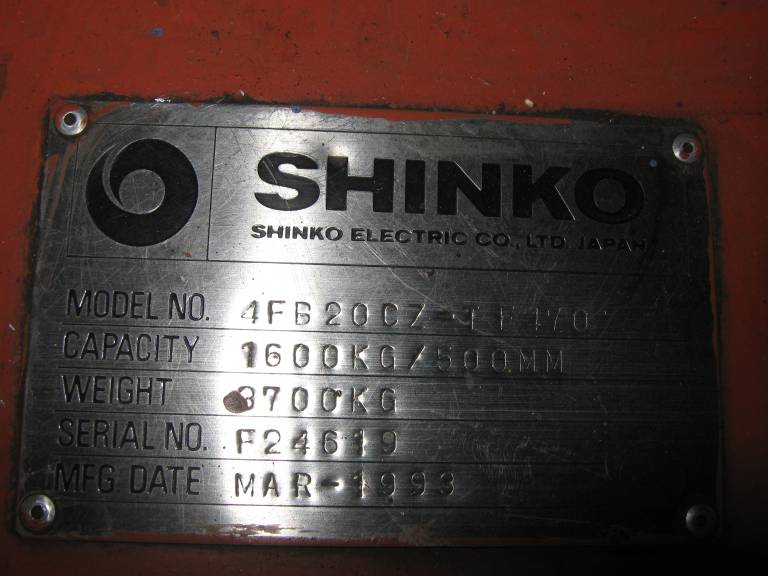 SHINKO
SHINKO ELECTRIC CO., LTD. JAPAN
MODEL NO.
CAPACITY 1600KG/500MM
WEIGHT 3700KG
SERIAL NO. F24619
MFG. DATE MAR-1993